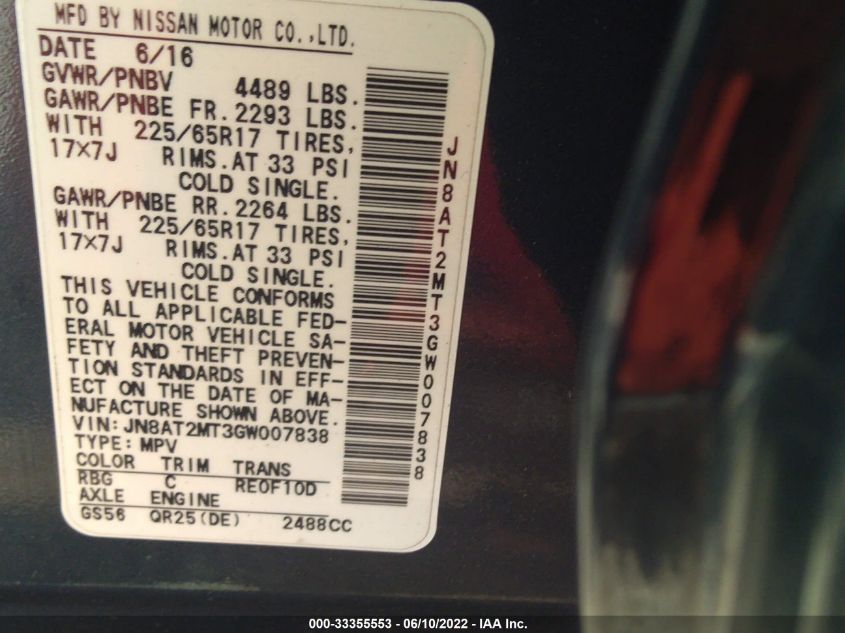 MFD BY NISSAN MOTOR CO.,LTD.
DATE 6/16
GVWR/PNBV 4489 LBS.
GAWR/PNBE FR. 2293 LBS.
WITH 225/65R17 TIRES,
17×7J RIMS. AT 33 PSI
COLD SINGLE.
GAWR/PNBE RR. 2264 LBS.
WITH 225/65R17 TIRES,
17×7J RIMS. AT 33 PSI
COLD SINGLE.
THIS VEHICLE CONFORMS
TO ALL APPLICABLE FED-
ERAL MOTOR VEHICLE SA-
FETY AND THEFT PREVEN-
TION STANDARDS IN EFF-
ECT ON THE DATE OF MA-
NUFACTURE SHOWN ABOVE.
VIN: JN8AT2MT3GW007838
TYPE: MPV
COLOR TRIM TRANS
RBG C RE0F10D
AXLE ENGINE
GS56 QR25(DE) 2488CC
JN8AT2MT3GW007838
000-33355553 - 06/10/2022 - IAA Inc.